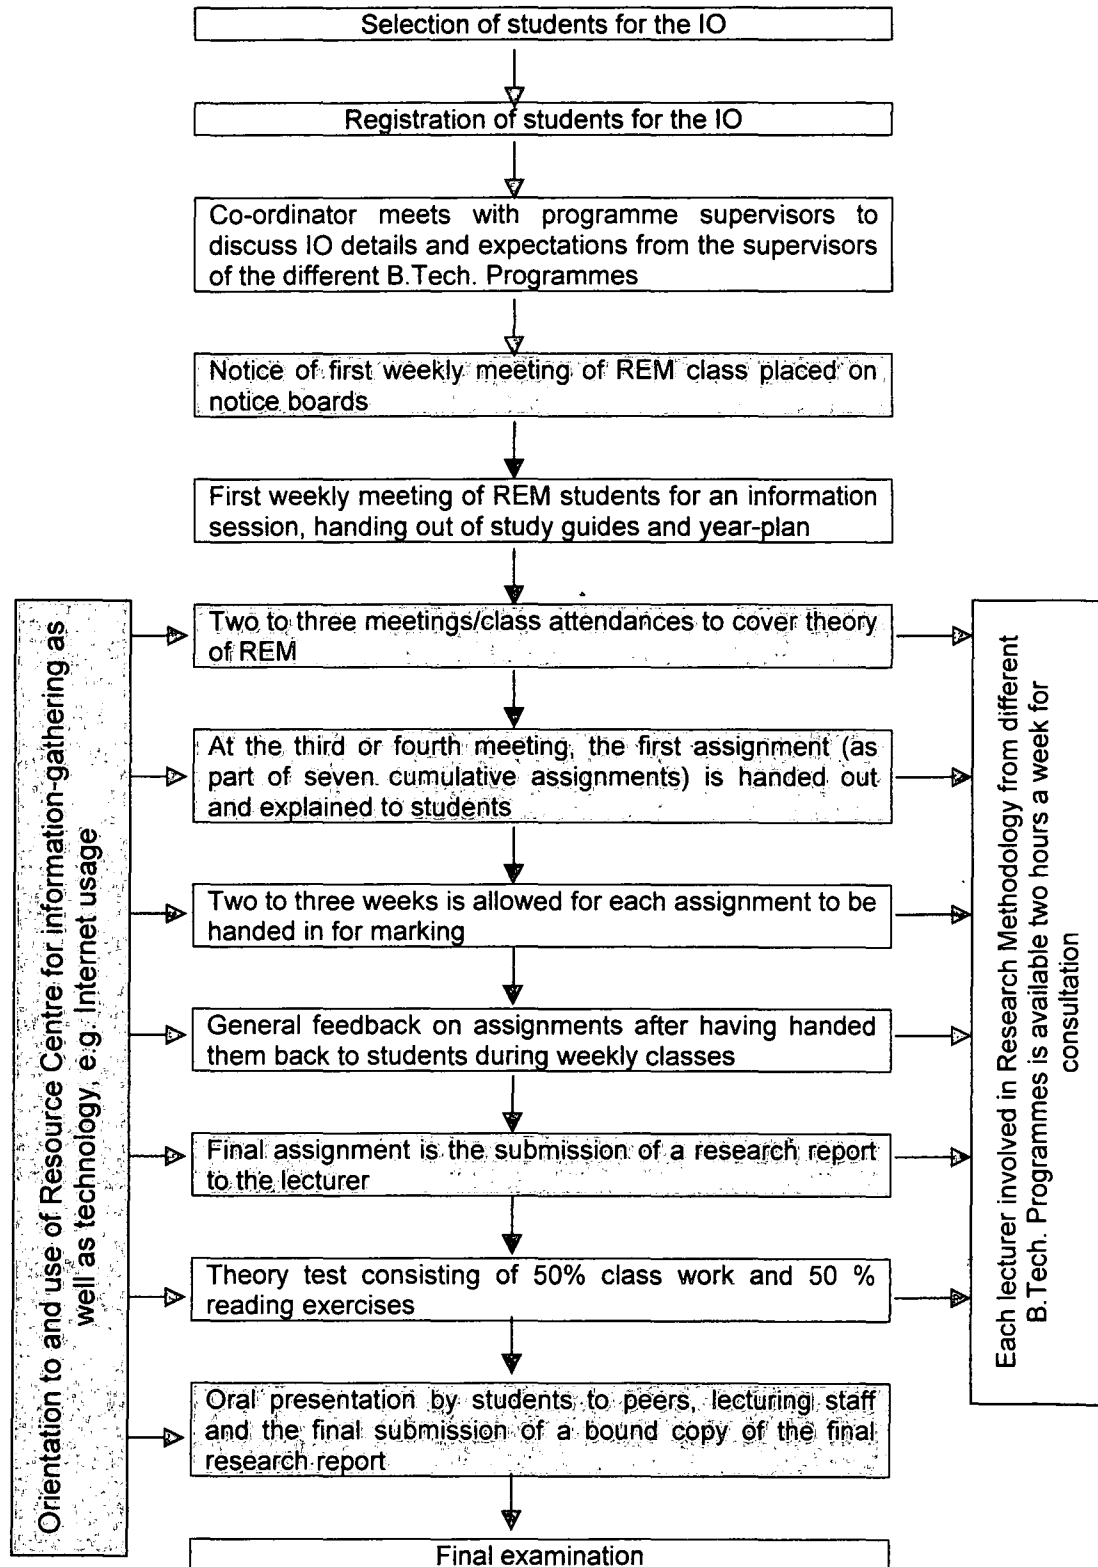 Selection of students for the IO
Registration of students for the IO
Co-ordinator meets with programme supervisors to
discuss IO details and expectations from the supervisors
of the different B.Tech. Programmes
Notice of first weekly meeting of REM class placed on
notice boards
First weekly meeting of REM students for an information
session, handing out of study guides and year-plan
Orientation to and use of Resource Centre for information-gathering as
well as technology, e.g. Internet usage
Two to three meetings/class attendances to cover theory
of REM
At the third or fourth meeting, the first assignment (as
part of seven cumulative assignments) is handed out
and explained to students
Two to three weeks is allowed for each assignment to be
handed in for marking
General feedback on assignments after having handed
them back to students during weekly classes
Final assignment is the submission of a research report
to the lecturer
Theory test consisting of 50% class work and 50 %
reading exercises
Oral presentation by students to peers, lecturing staff
and the final submission of a bound copy of the final
research report
Final examination
Each lecturer involved in Research Methodology from different
B.Tech. Programmes is available two hours a week for
consultation